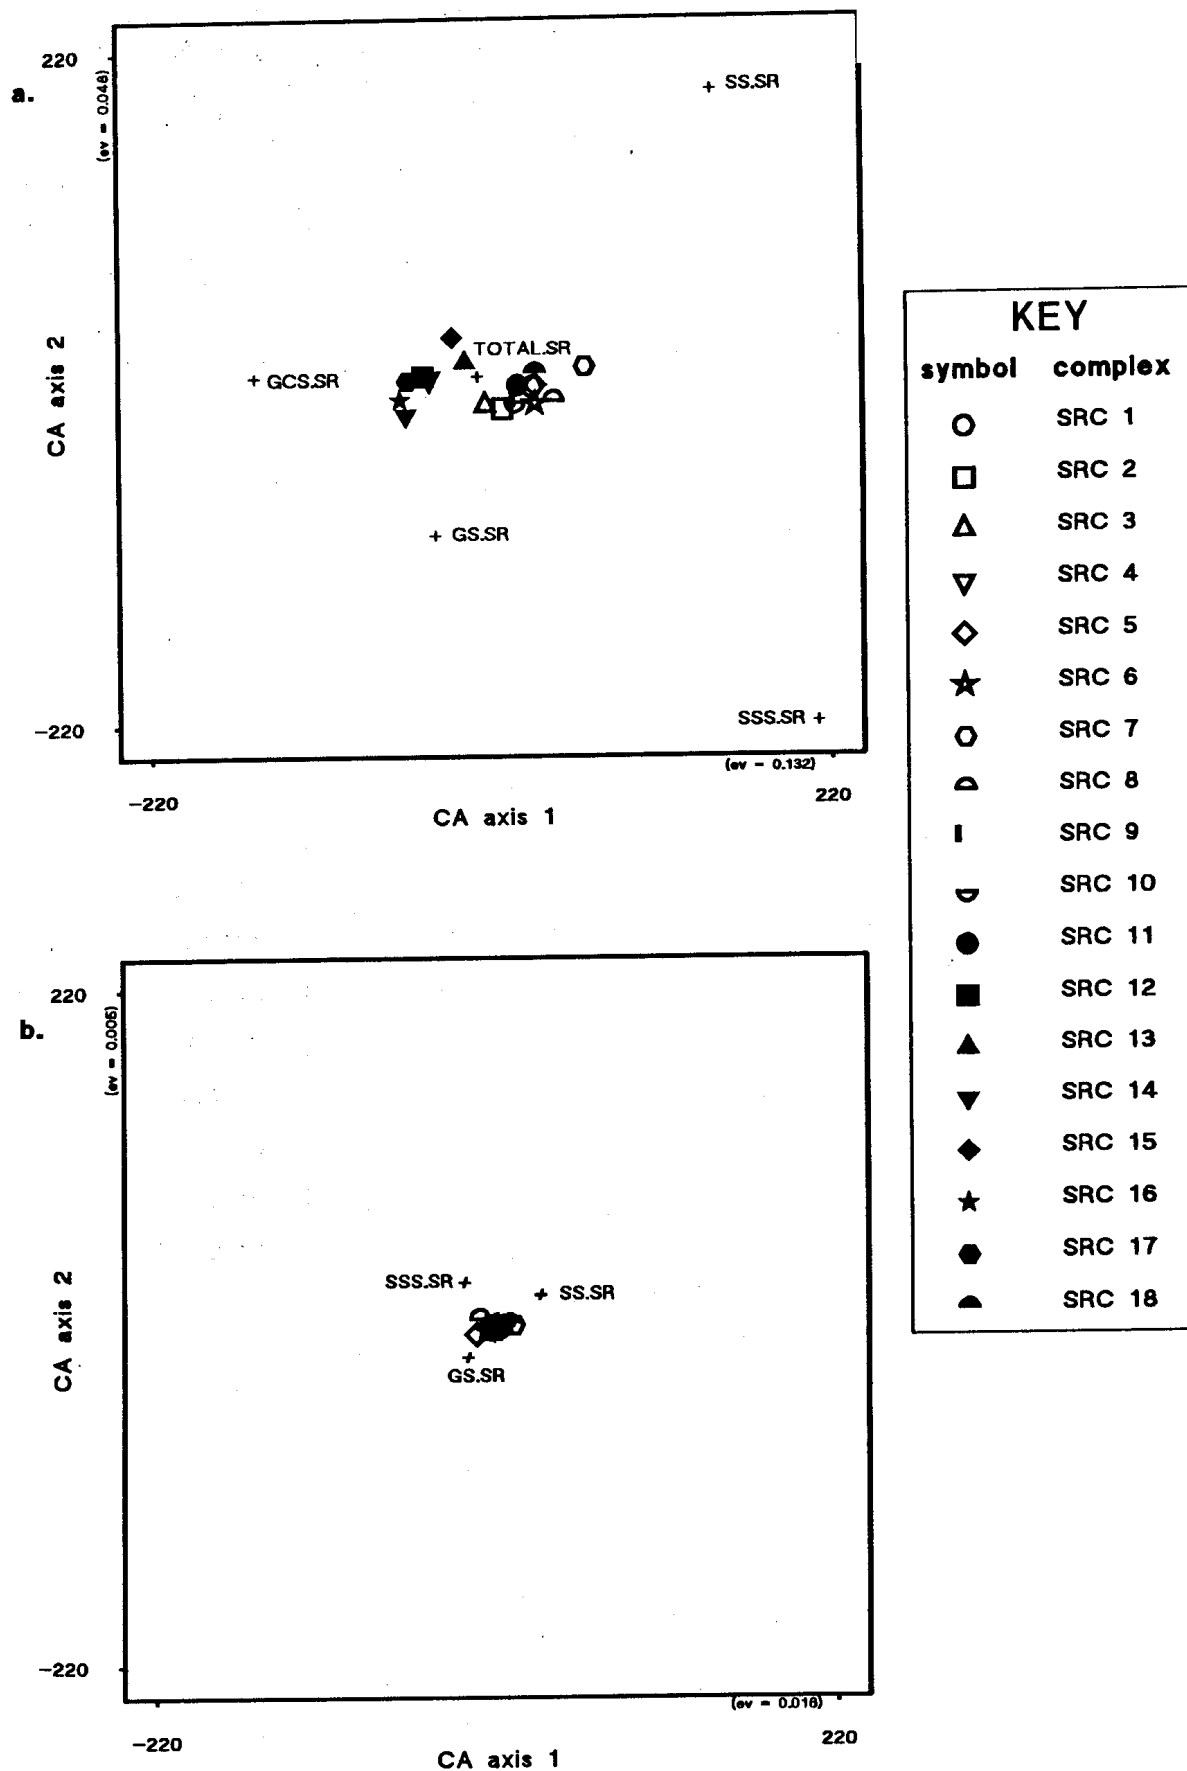 a.
220
(ev = 0.048)
CA axis 2
-220
+ SS.SR
TOTAL.SR
+ GCS.SR
+ GS.SR
SSS.SR +
(ev = 0.132)
-220
220
CA axis 1
b.
220
(ev = 0.006)
CA axis 2
-220
SSS.SR +
+ SS.SR
GS.SR
(ev = 0.016)
-220
220
CA axis 1
KEY
symbol complex
SRC 1
SRC 2
SRC 3
SRC 4
SRC 5
SRC 6
SRC 7
SRC 8
SRC 9
SRC 10
SRC 11
SRC 12
SRC 13
SRC 14
SRC 15
SRC 16
SRC 17
SRC 18